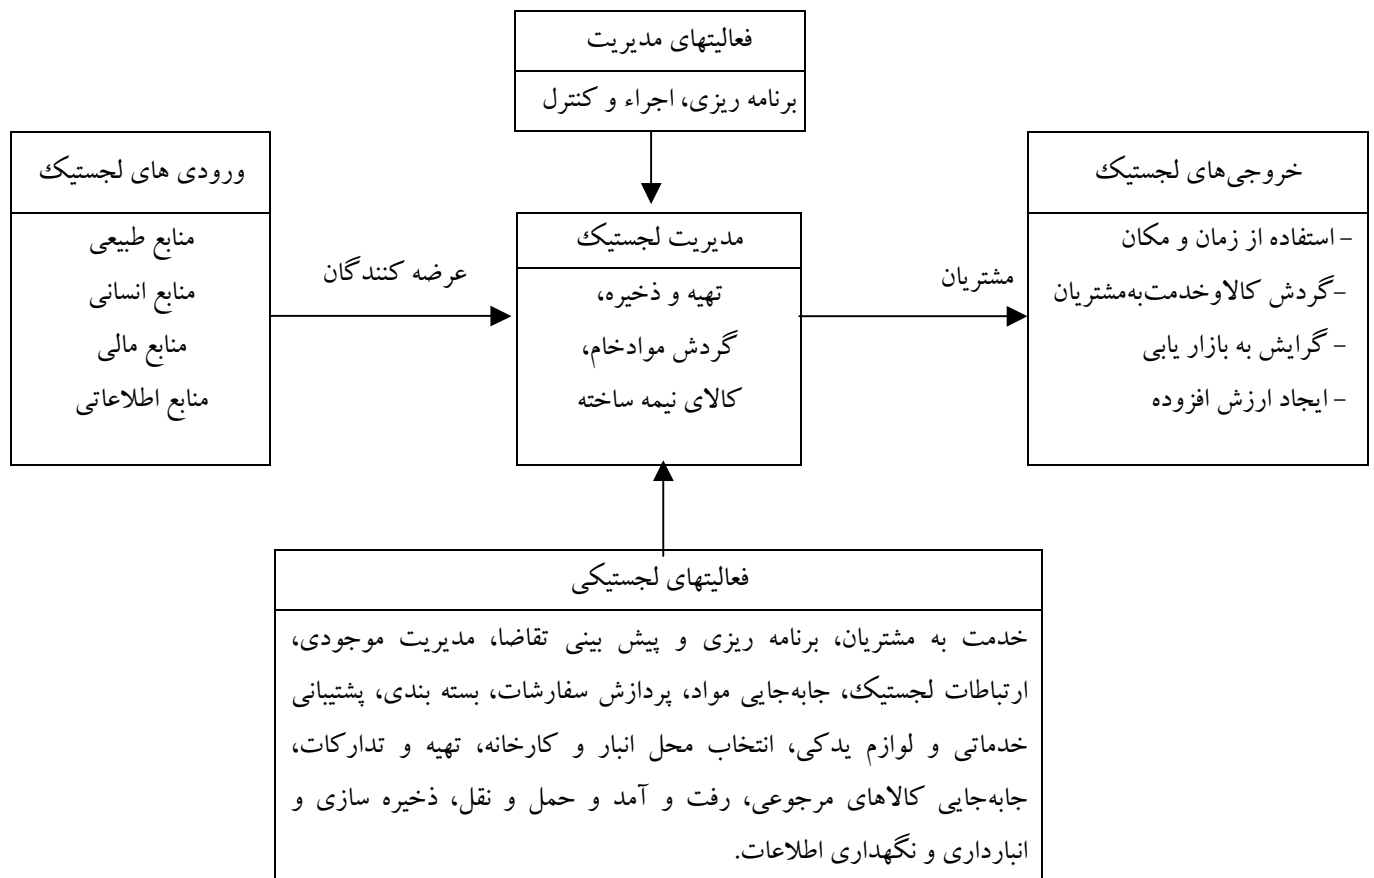 فعالیتهای مدیریت
برنامه ریزی، اجراء و کنترل
خروجی‌های لجستیک
- استفاده از زمان و مکان
-گردش کالاوخدمت‌به‌مشتریان
- گرایش به بازار یابی
- ایجاد ارزش افزوده
مشتریان
مدیریت لجستیک
تهیه و ذخیره،
گردش موادخام،
کالای نیمه ساخته
عرضه کنندگان
ورودی های لجستیک
منابع طبیعی
منابع انسانی
منابع مالی
منابع اطلاعاتی
فعالیتهای لجستیکی
خدمت به مشتریان، برنامه ریزی و پیش بینی تقاضا، مدیریت موجودی،
ارتباطات لجستیک، جابه‌جایی مواد، پردازش سفارشات، بسته بندی، پشتیبانی
خدماتی و لوازم یدکی، انتخاب محل انبار و کارخانه، تهیه و تدارکات،
جابه‌جایی کالاهای مرجوعی، رفت و آمد و حمل و نقل، ذخیره سازی و
انبارداری و نگهداری اطلاعات.